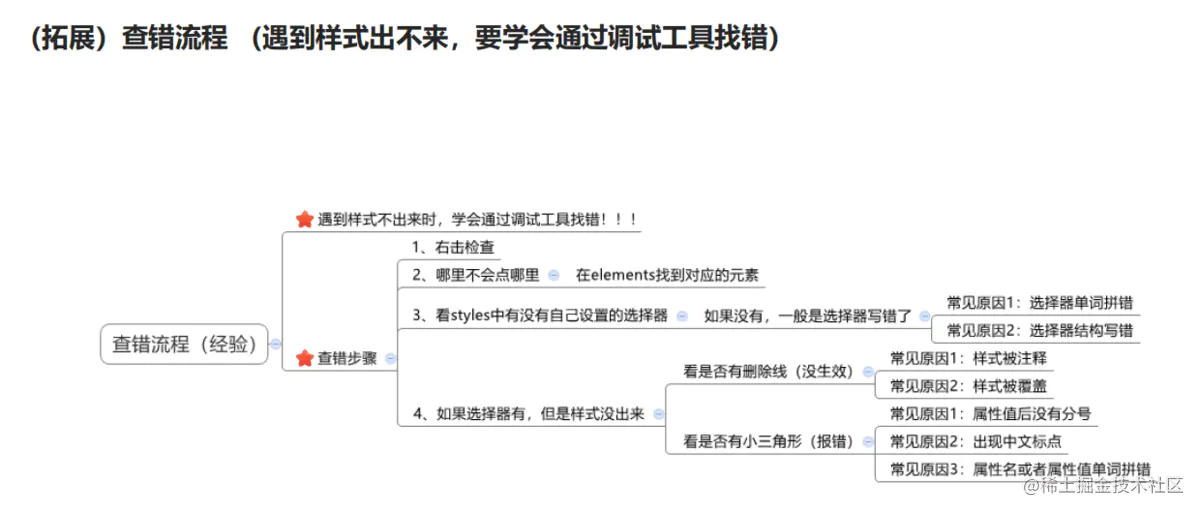 （拓展）查错流程 （遇到样式出不来，要学会通过调试工具找错）
遇到样式不出来时，学会通过调试工具找错！！！
1、右击检查
2、哪里不会点哪里
在elements找到对应的元素
3、看styles中有没有自己设置的选择器
如果没有，一般是选择器写错了
常见原因1：选择器单词拼错
常见原因2：选择器结构写错
查错流程（经验）
查错步骤
4、如果选择器有，但是样式没出来
看是否有删除线（没生效）
常见原因1：样式被注释
常见原因2：样式被覆盖
看是否有小三角形（报错）
常见原因1：属性值后没有分号
常见原因2：出现中文标点
常见原因3：属性名或者属性值单词拼错
@稀土掘金技术社区